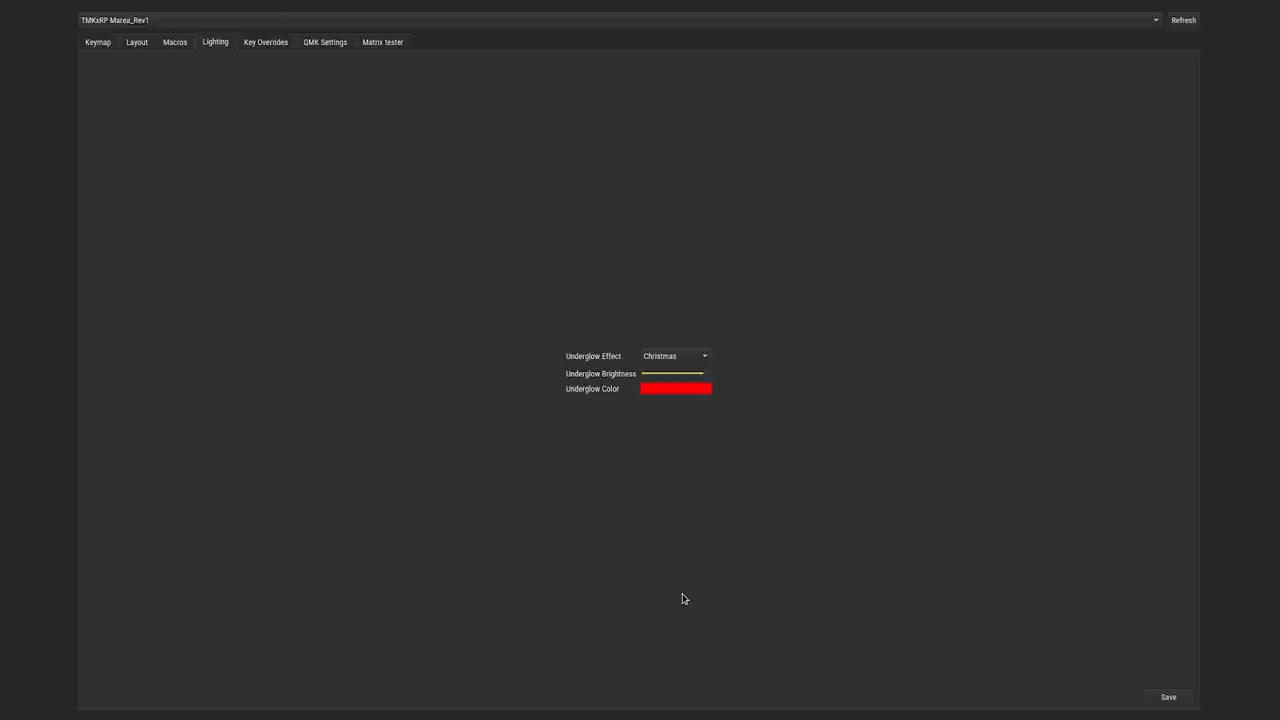 TMKxRP Marea_Rev1
Refresh
Keymap Layout Macros Lighting Key Overrides QMK Settings Matrix tester
Underglow Effect Christmas
Underglow Brightness
Underglow Color
Save